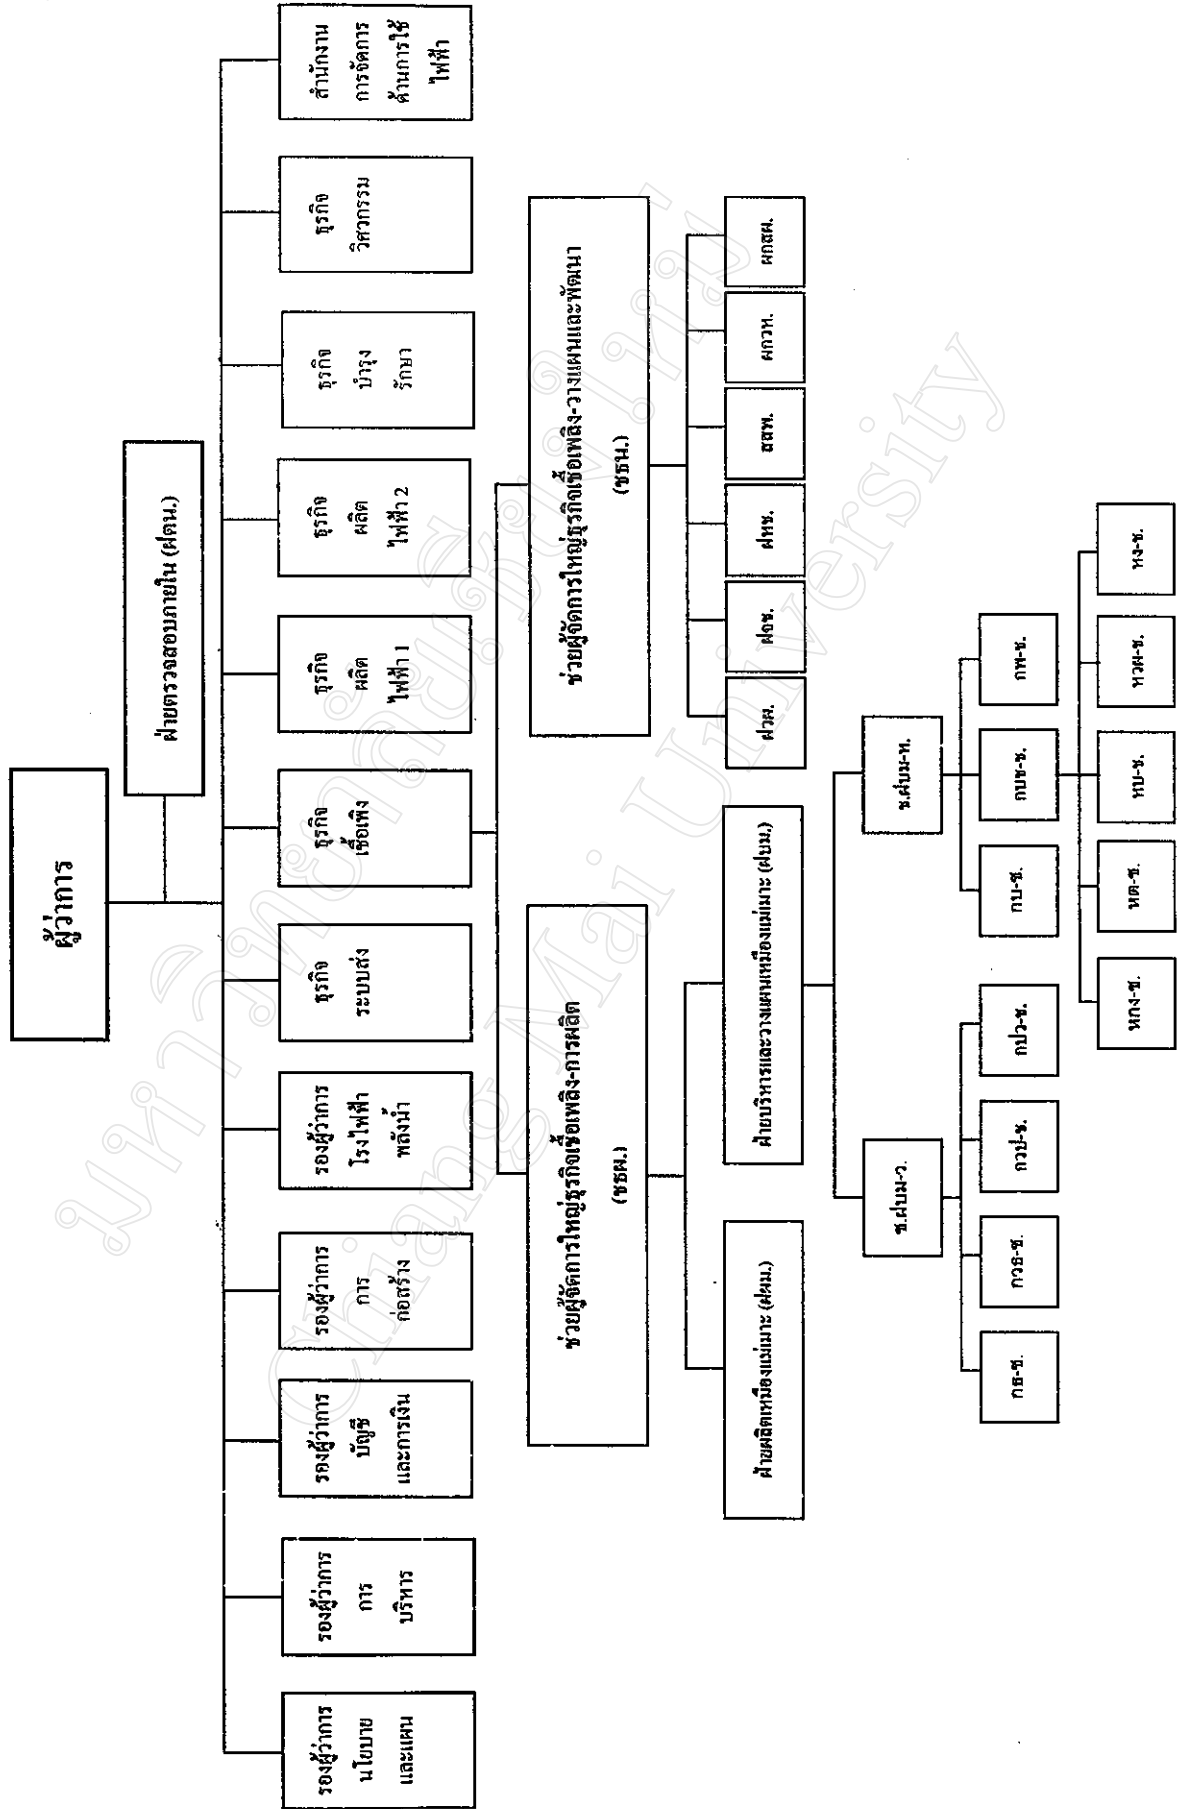 ผู้ว่าการ
ฝ่ายตรวจสอบภายใน (ฝตน.)
รองผู้ว่าการ
นโยบาย
และแผน
รองผู้ว่าการ
การ
บริหาร
รองผู้ว่าการ
บัญชี
และการเงิน
รองผู้ว่าการ
การ
ก่อสร้าง
รองผู้ว่าการ
โรงไฟฟ้า
พลังน้ำ
ธุรกิจ
ระบบส่ง
ธุรกิจ
เชื้อเพิง
ธุรกิจ
ผลิต
ไฟฟ้า 1
ธุรกิจ
ผลิต
ไฟฟ้า 2
ธุรกิจ
บำรุง
รักษา
ธุรกิจ
วิศวกรรม
สำนักงาน
การจัดการ
ด้านการใช้
ไฟฟ้า
ช่วยผู้จัดการใหญ่ธุรกิจเชื้อเพลิง-การผลิต
(ชธผ.)
ช่วยผู้จัดการใหญ่ธุรกิจเชื้อเพลิง-วางแผนและพัฒนา
(ชธน.)
ฝ่ายผลิตเหมืองแม่เมาะ (ฝผม.)
ฝ่ายบริหารและวางแผนเหมืองแม่เมาะ (ฝบม.)
ฝวผ.
ฝจช.
ฝหช.
สสพ.
ผกวท.
ผกสผ.
ช.ฝบม-ว.
ช.ฝบม-ท.
กธ-ช.
กวธ-ช.
กวป-ช.
กปว-ช.
กบ-ช.
กบช-ช.
กพ-ช.
หกง-ช.
หต-ช.
หบ-ช.
หวผ-ช.
หง-ช.
มหาวิทยาลัยเชียงใหม่
Chiang Mai University